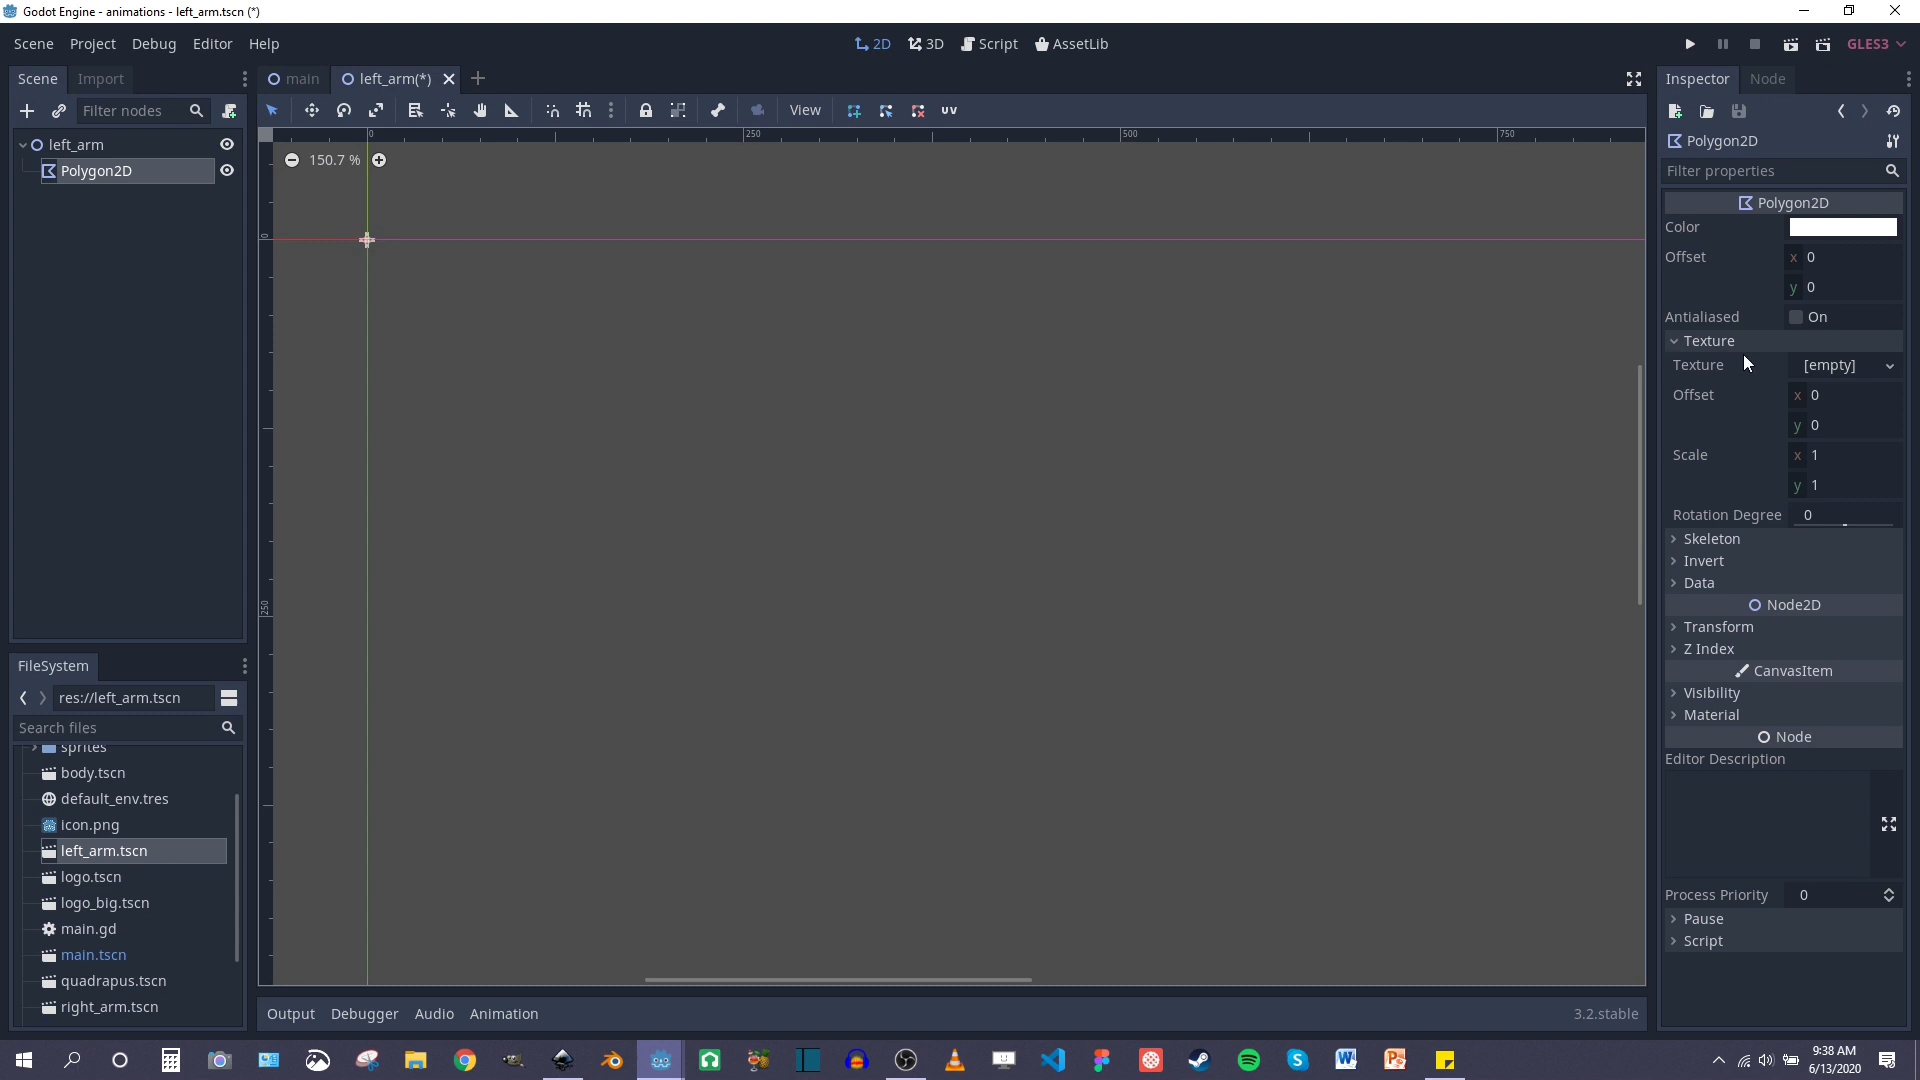 Godot Engine - animations - left_arm.tscn (*)
Scene Project Debug Editor Help
2D 3D Script AssetLib
GLES3
Scene Import
main left_arm(*)
Inspector Node
Filter nodes
View
UV
left_arm
Polygon2D
0 250 500 750
150.7 %
0
250
Polygon2D
Filter properties
Polygon2D
Color
Offset x 0
y 0
Antialiased On
Texture
Texture [empty]
Offset x 0
y 0
Scale x 1
y 1
Rotation Degree 0
Skeleton
Invert
Data
Node2D
Transform
Z Index
CanvasItem
Visibility
Material
Node
Editor Description
Process Priority 0
Pause
Script
FileSystem
res://left_arm.tscn
Search files
sprites
body.tscn
default_env.tres
icon.png
left_arm.tscn
logo.tscn
logo_big.tscn
main.gd
main.tscn
quadrapus.tscn
right_arm.tscn
Output Debugger Audio Animation
3.2.stable
9:38 AM
6/13/2020